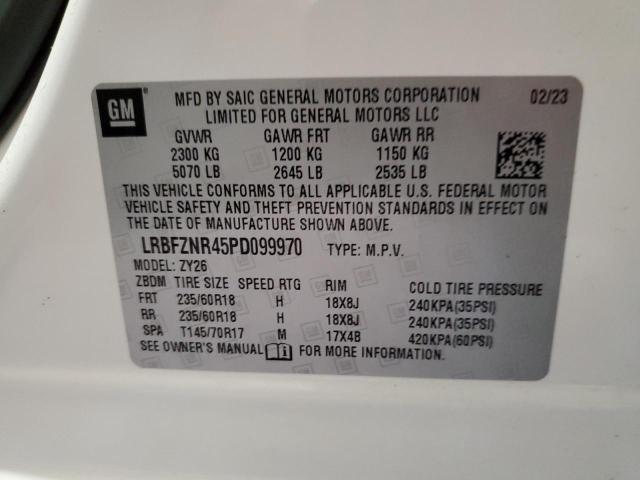 GM
MFD BY SAIC GENERAL MOTORS CORPORATION 02/23
LIMITED FOR GENERAL MOTORS LLC
GVWR GAWR FRT GAWR RR
2300 KG 1200 KG 1150 KG
5070 LB 2645 LB 2535 LB
THIS VEHICLE CONFORMS TO ALL APPLICABLE U.S. FEDERAL MOTOR
VEHICLE SAFETY AND THEFT PREVENTION STANDARDS IN EFFECT ON
THE DATE OF MANUFACTURE SHOWN ABOVE.
LRBFZNR45PD099970 TYPE: M.P.V.
MODEL: ZY26
ZBDM TIRE SIZE SPEED RTG RIM COLD TIRE PRESSURE
FRT 235/60R18 H 18X8J 240KPA(35PSI)
RR 235/60R18 H 18X8J 240KPA(35PSI)
SPA T145/70R17 M 17X4B 420KPA(60PSI)
SEE OWNER'S MANUAL FOR MORE INFORMATION.